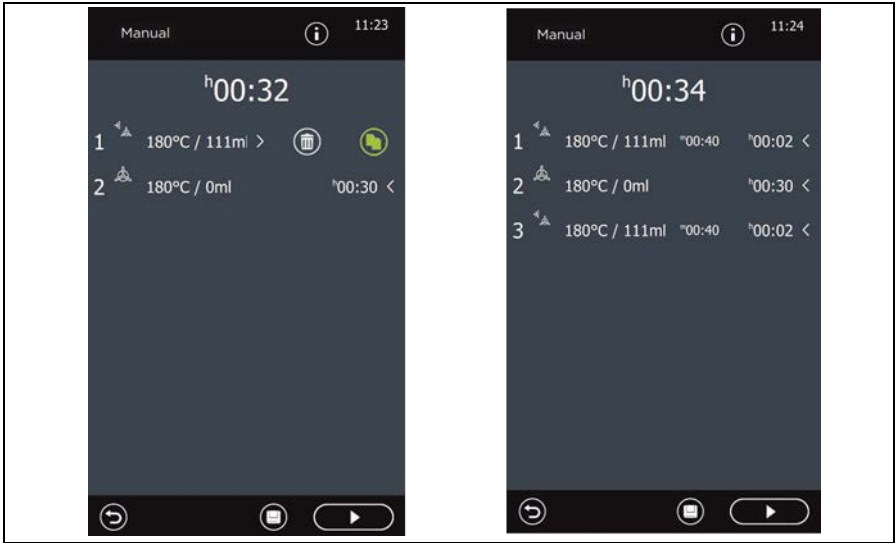 Manual 11:23
h00:32
1 180°C / 111ml >
2 180°C / 0ml h00:30 <
Manual 11:24
h00:34
1 180°C / 111ml m00:40 h00:02 <
2 180°C / 0ml h00:30 <
3 180°C / 111ml m00:40 h00:02 <